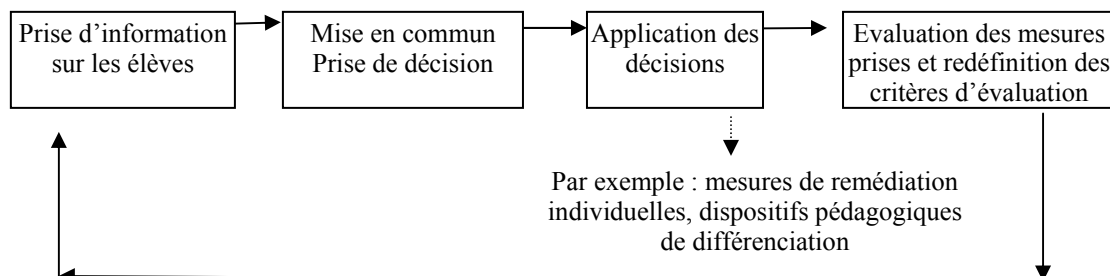 Prise d’information
sur les élèves
Mise en commun
Prise de décision
Application des
décisions
Evaluation des mesures
prises et redéfinition des
critères d’évaluation
Par exemple : mesures de remédiation
individuelles, dispositifs pédagogiques
de différenciation